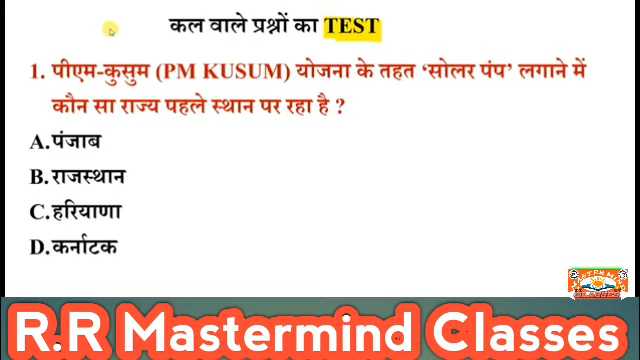 कल वाले प्रश्नों का TEST
1. पीएम-कुसुम (PM KUSUM) योजना के तहत ‘सोलर पंप’ लगाने में
कौन सा राज्य पहले स्थान पर रहा है ?
A. पंजाब
B. राजस्थान
C. हरियाणा
D. कर्नाटक
R.R Mastermind Classes